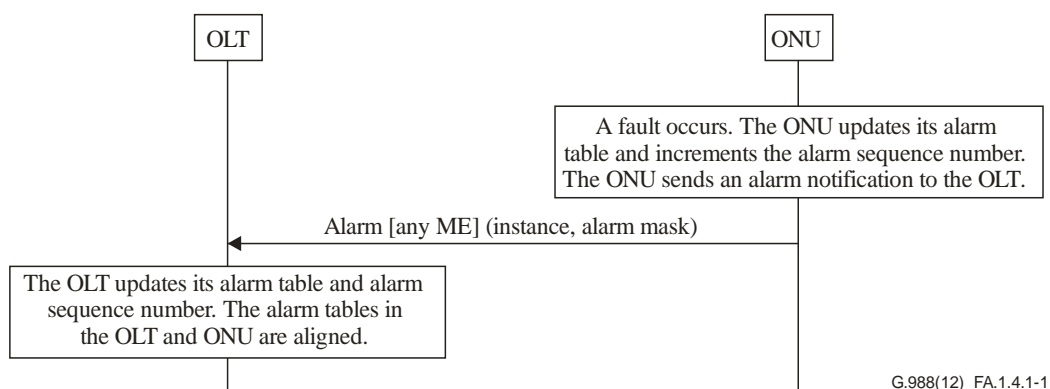 OLT
ONU
A fault occurs. The ONU updates its alarm
table and increments the alarm sequence number.
The ONU sends an alarm notification to the OLT.
Alarm [any ME] (instance, alarm mask)
The OLT updates its alarm table and alarm
sequence number. The alarm tables in
the OLT and ONU are aligned.
G.988(12)_FA.1.4.1-1